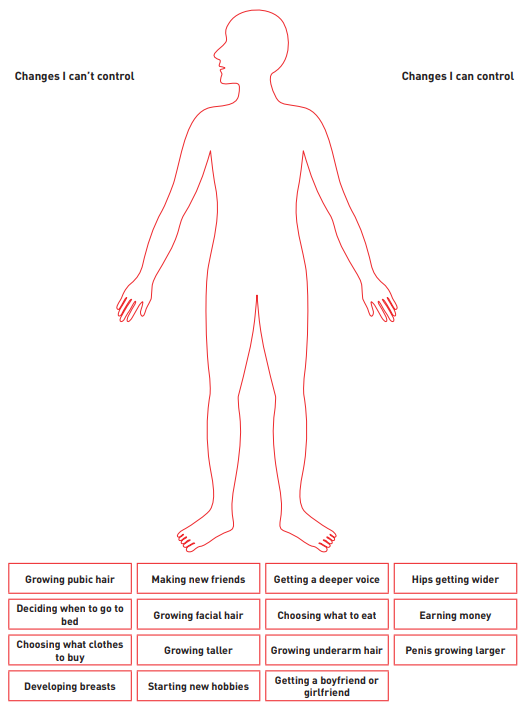 Changes I can't control
Changes I can control
Growing pubic hair
Making new friends
Getting a deeper voice
Hips getting wider
Deciding when to go to
bed
Growing facial hair
Choosing what to eat
Earning money
Choosing what clothes
to buy
Growing taller
Growing underarm hair
Penis growing larger
Developing breasts
Starting new hobbies
Getting a boyfriend or
girlfriend